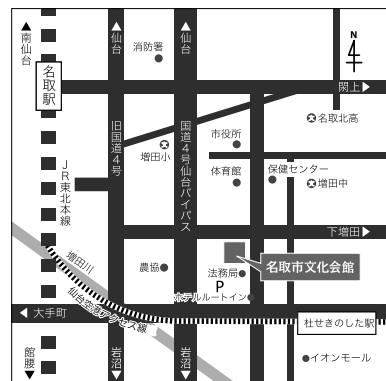 ▲南仙台
▲仙台
▲仙台
消防署
N
名取駅
閖上▶
名取北高
旧国道4号
国道4号仙台バイパス
市役所
増田小
体育館
保健センター
増田中
JR東北本線
下増田▶
増田川
農協
法務局
名取市文化会館
P
ホテルルートイン
仙台空港アクセス線
◀大手町
杜せきのした駅
館腰▼
岩沼▼
岩沼▼
イオンモール